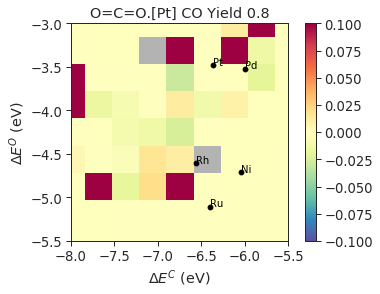 O=C=O.[Pt] CO Yield 0.8
−3.0
−3.5
−4.0
−4.5
−5.0
−5.5
ΔE^O (eV)
Pt
Pd
Rh
Ni
Ru
−8.0 −7.5 −7.0 −6.5 −6.0 −5.5
ΔE^C (eV)
0.100
0.075
0.050
0.025
0.000
−0.025
−0.050
−0.075
−0.100